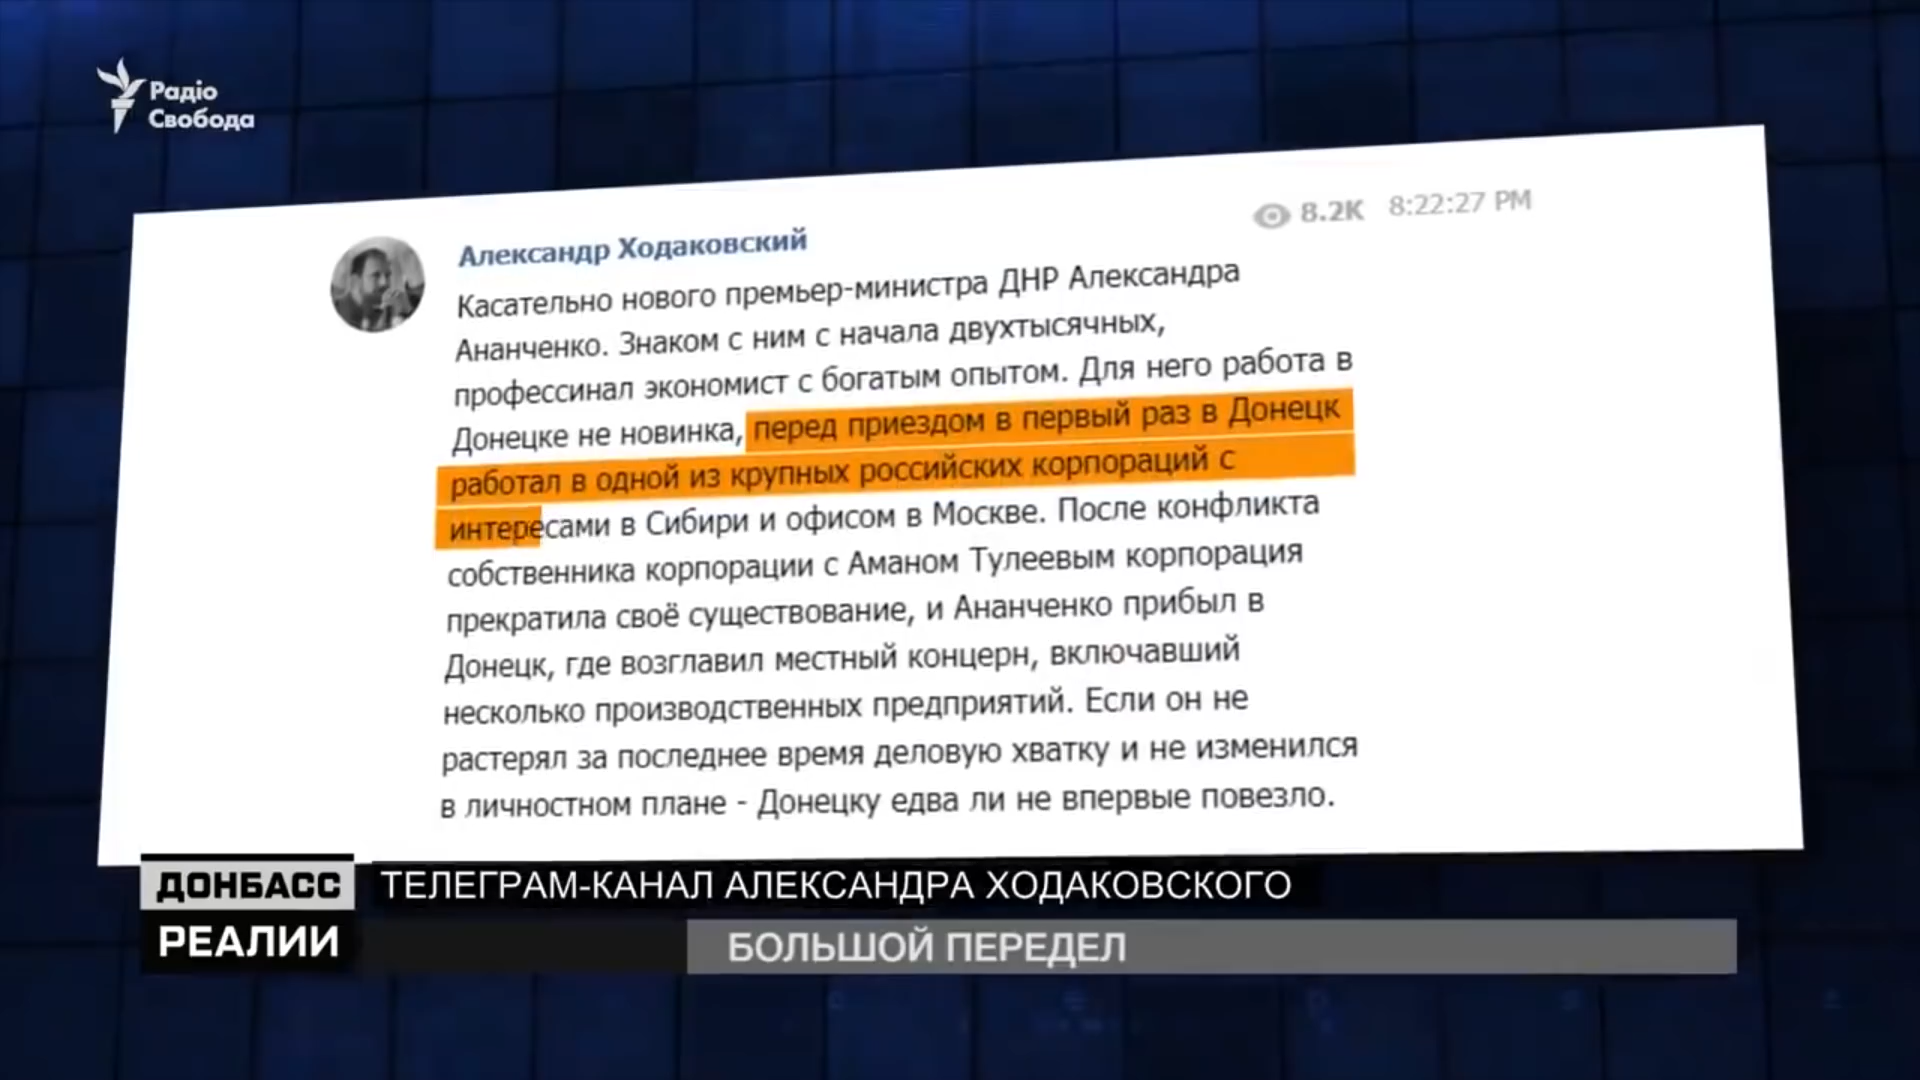 Радіо
Свобода
8.2K 8:22:27 PM
Александр Ходаковский
Касательно нового премьер-министра ДНР Александра
Ананченко. Знаком с ним с начала двухтысячных,
профессинал экономист с богатым опытом. Для него работа в
Донецке не новинка, перед приездом в первый раз в Донецк
работал в одной из крупных российских корпораций с
интересами в Сибири и офисом в Москве. После конфликта
собственника корпорации с Аманом Тулеевым корпорация
прекратила своё существование, и Ананченко прибыл в
Донецк, где возглавил местный концерн, включавший
несколько производственных предприятий. Если он не
растерял за последнее время деловую хватку и не изменился
в личностном плане - Донецку едва ли не впервые повезло.
ДОНБАСС
РЕАЛИИ
ТЕЛЕГРАМ-КАНАЛ АЛЕКСАНДРА ХОДАКОВСКОГО
БОЛЬШОЙ ПЕРЕДЕЛ